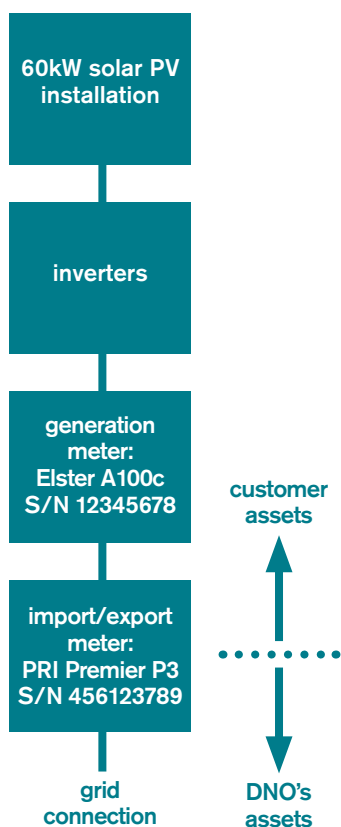 60kW solar PV
installation
inverters
generation
meter:
Elster A100c
S/N 12345678
customer
assets
import/export
meter:
PRI Premier P3
S/N 456123789
grid
connection
DNO's
assets